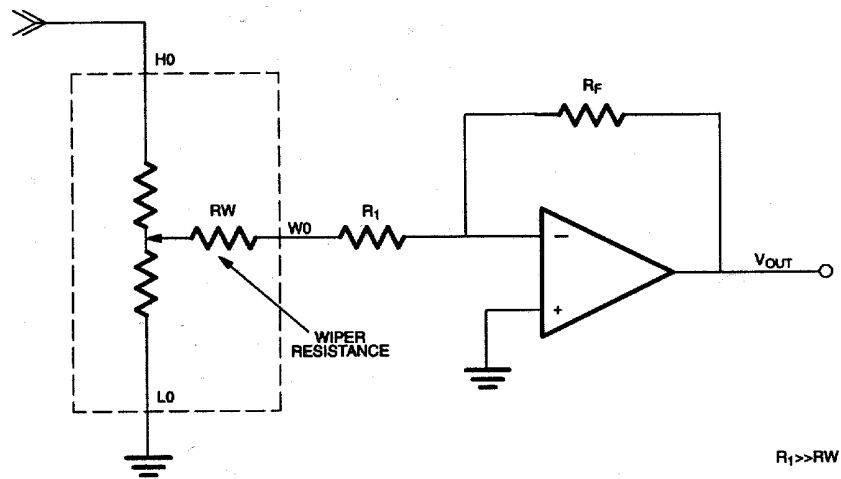 H0
RF
RW
W0
R1
−
+
VOUT
WIPER
RESISTANCE
L0
R1>>RW